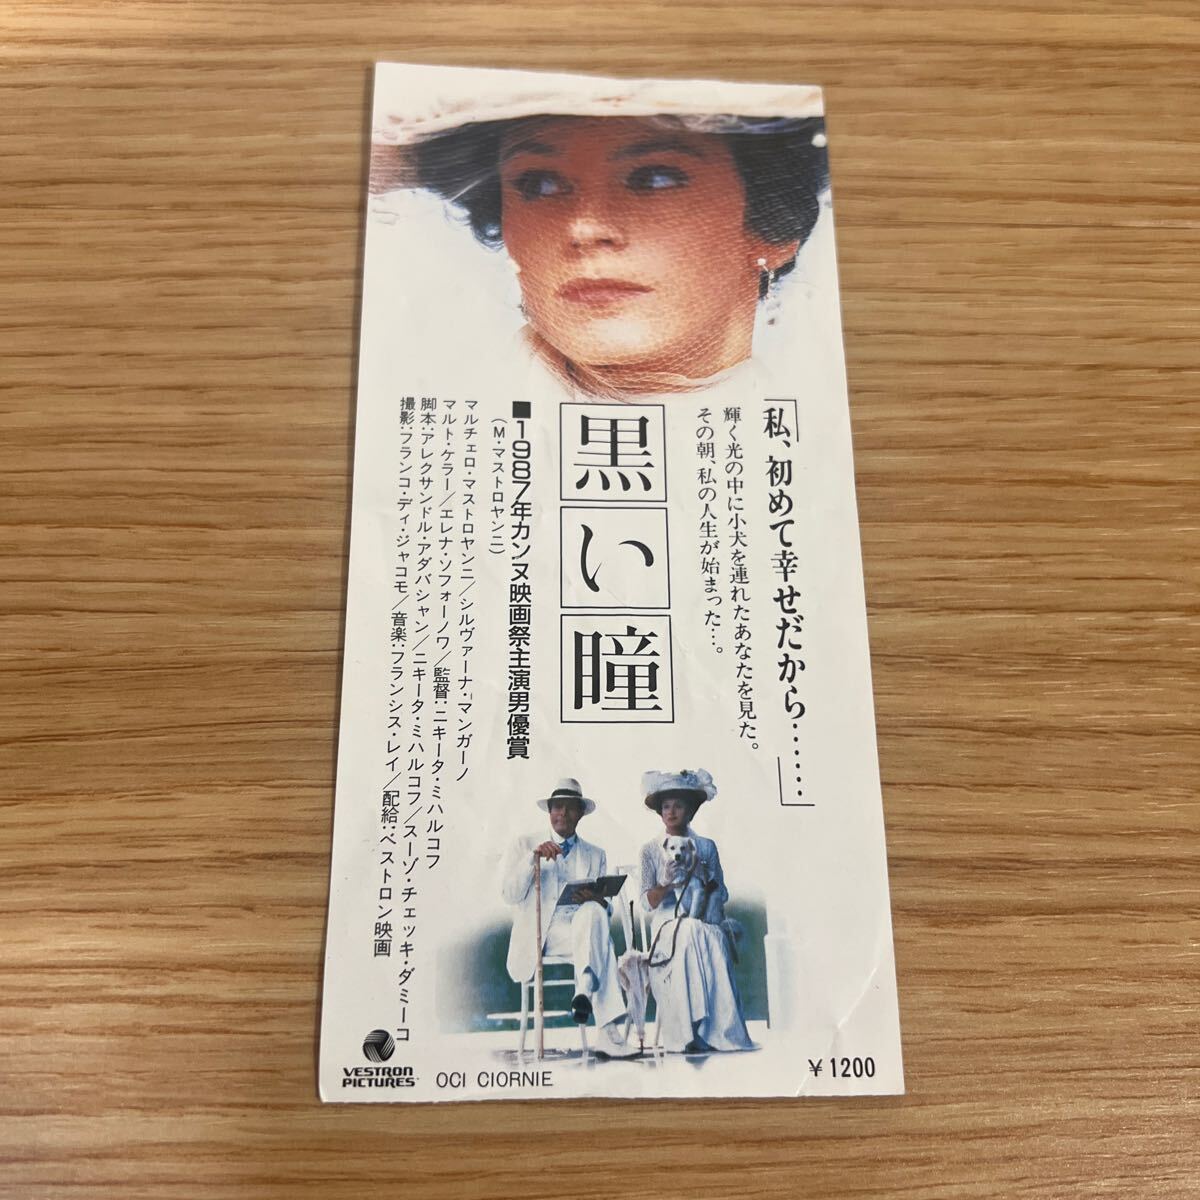 「私、初めて幸せだから……」
輝く光の中に小犬を連れたあなたを見た。
その朝、私の人生が始まった…。
黒い瞳
■1987年カンヌ映画祭主演男優賞
(M・マストロヤンニ)
マルチェロ・マストロヤンニ/シルヴァーナ・マンガーノ
マルト・ケラー/エレナ・ソフォーノワ/監督:ニキータ・ミハルコフ
脚本:アレクサンドル・アダバシャン/ニキータ・ミハルコフ/スーゾ・チェッキ・ダミーコ
撮影:フランコ・ディ・ジャコモ/音楽:フランシス・レイ/配給:ベストロン映画
VESTRON
PICTURES
OCI CIORNIE
¥1200